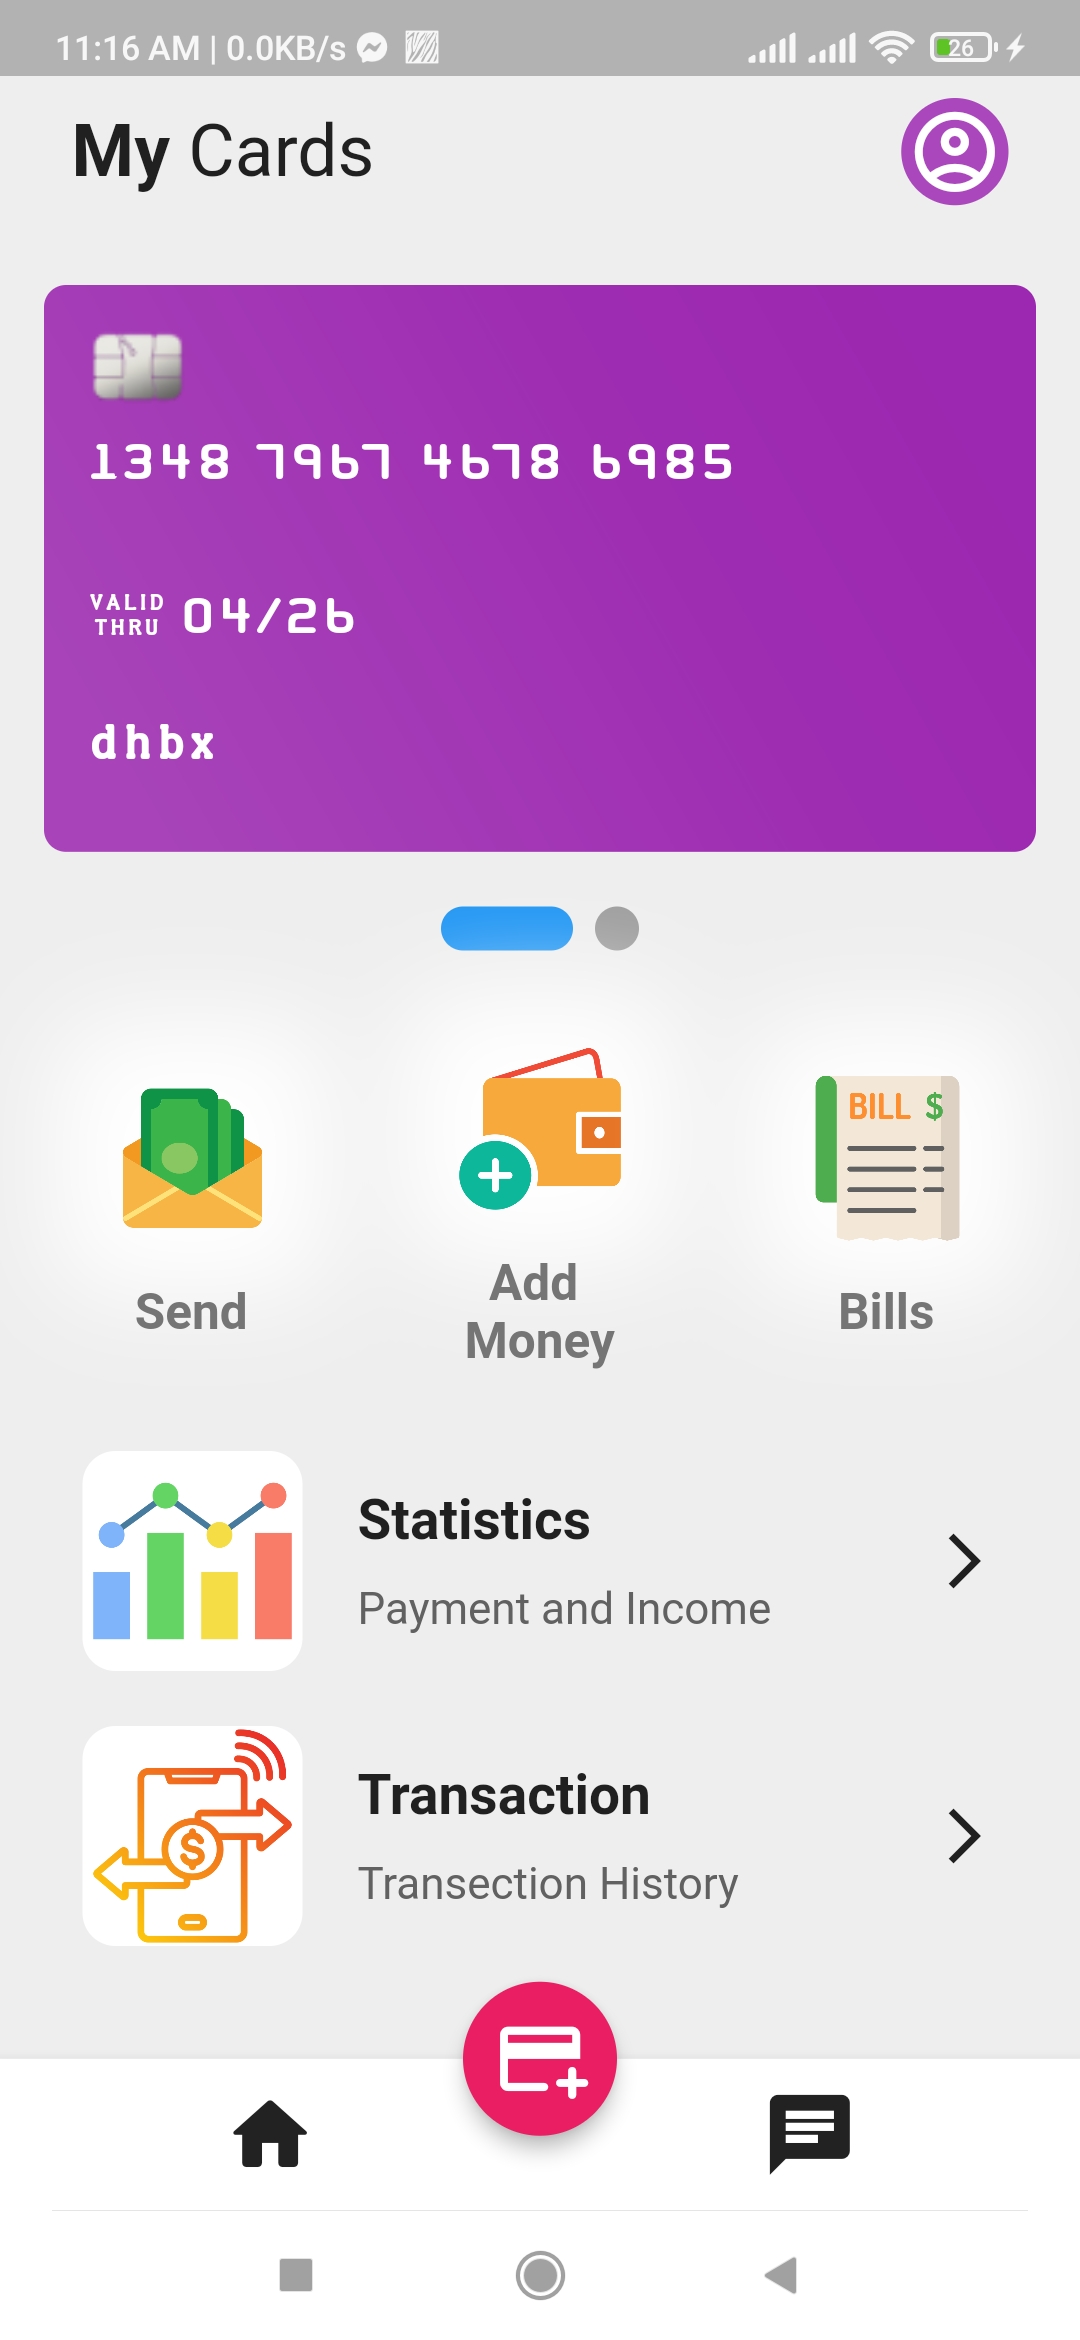 11:16 AM | 0.0KB/s
26
My Cards
1348 7967 4678 6985
VALID
THRU 04/26
dhbx
BILL $
Send
Add
Money
Bills
Statistics
Payment and Income
$
Transaction
Transection History